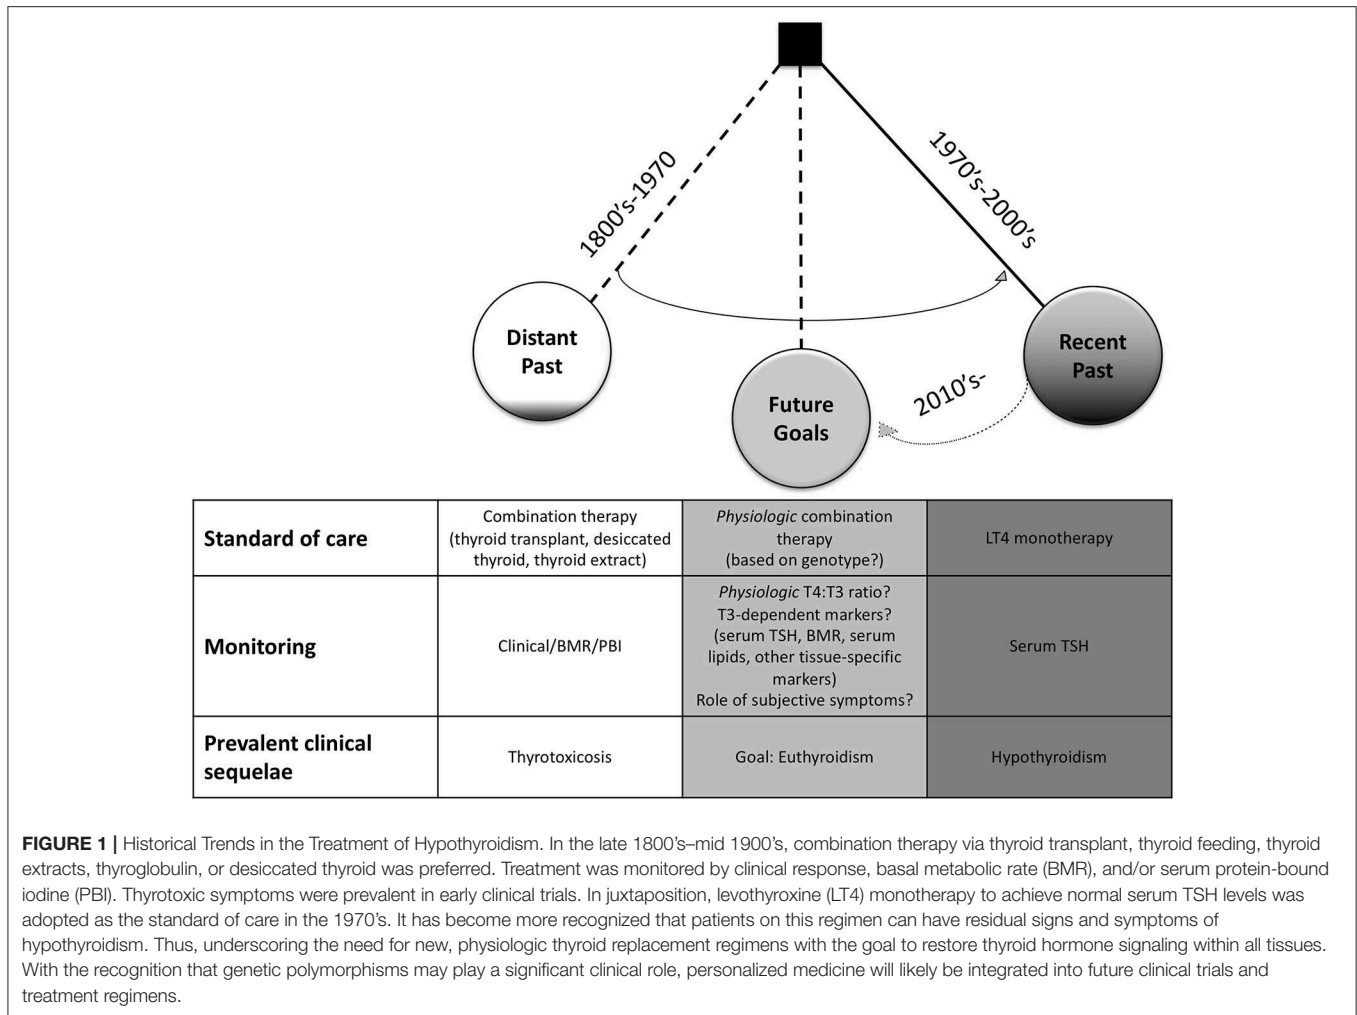 1800's-1970
1970's-2000's
Distant
Past
Recent
Past
2010's-
Future
Goals
Standard of care
Combination therapy
(thyroid transplant, desiccated
thyroid, thyroid extract)
Physiologic combination
therapy
(based on genotype?)
LT4 monotherapy
Monitoring
Clinical/BMR/PBI
Physiologic T4:T3 ratio?
T3-dependent markers?
(serum TSH, BMR, serum
lipids, other tissue-specific
markers)
Role of subjective symptoms?
Serum TSH
Prevalent clinical
sequelae
Thyrotoxicosis
Goal: Euthyroidism
Hypothyroidism
FIGURE 1 | Historical Trends in the Treatment of Hypothyroidism. In the late 1800's–mid 1900's, combination therapy via thyroid transplant, thyroid feeding, thyroid
extracts, thyroglobulin, or desiccated thyroid was preferred. Treatment was monitored by clinical response, basal metabolic rate (BMR), and/or serum protein-bound
iodine (PBI). Thyrotoxic symptoms were prevalent in early clinical trials. In juxtaposition, levothyroxine (LT4) monotherapy to achieve normal serum TSH levels was
adopted as the standard of care in the 1970's. It has become more recognized that patients on this regimen can have residual signs and symptoms of
hypothyroidism. Thus, underscoring the need for new, physiologic thyroid replacement regimens with the goal to restore thyroid hormone signaling within all tissues.
With the recognition that genetic polymorphisms may play a significant clinical role, personalized medicine will likely be integrated into future clinical trials and
treatment regimens.